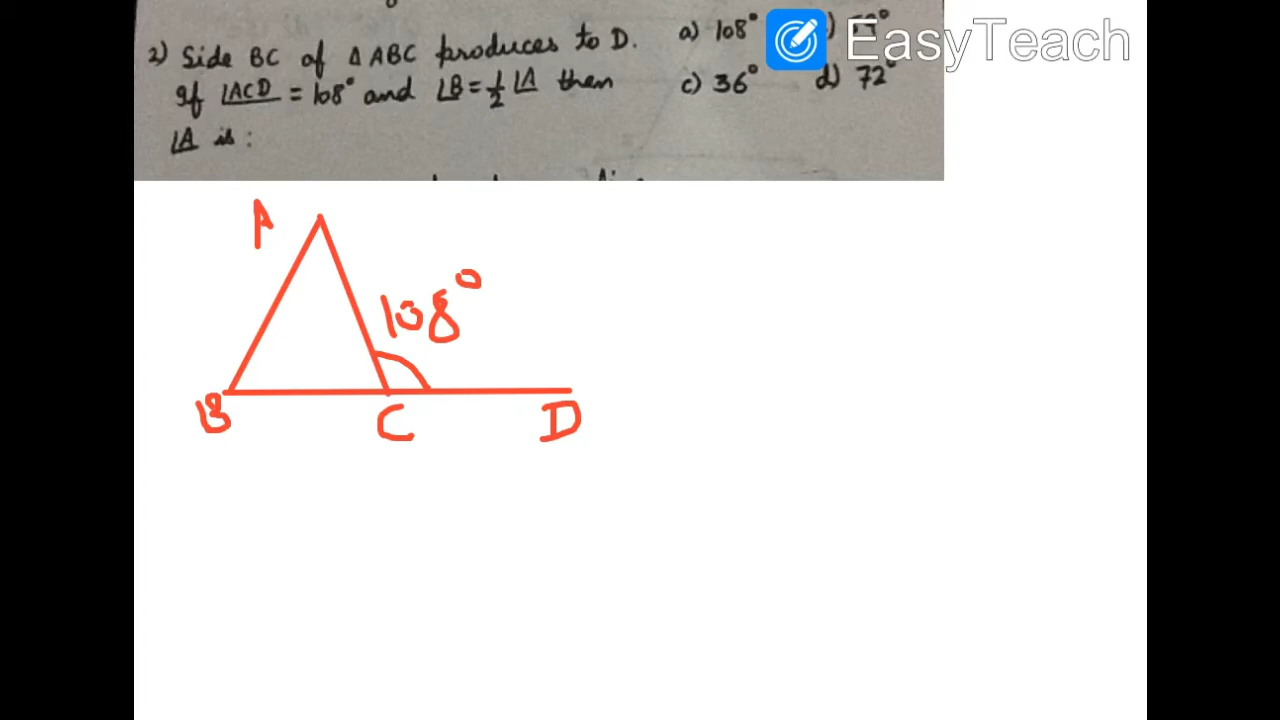 2) Side BC of Δ ABC produces to D.
If ∠ACD = 108° and ∠B = 1/2 ∠A then
∠A is:
a) 108°
c) 36°
d) 72°
EasyTeach
A
108°
B
C
D